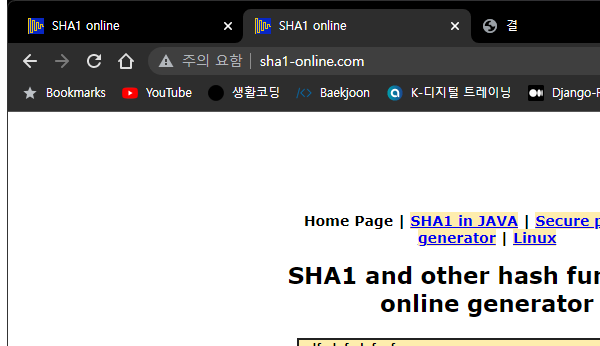 SHA1 online
SHA1 online
결
주의 요함 | sha1-online.com
Bookmarks YouTube 생활코딩 Baekjoon K-디지털 트레이닝
Home Page | SHA1 in JAVA | Secure
generator | Linux
SHA1 and other hash
online generator